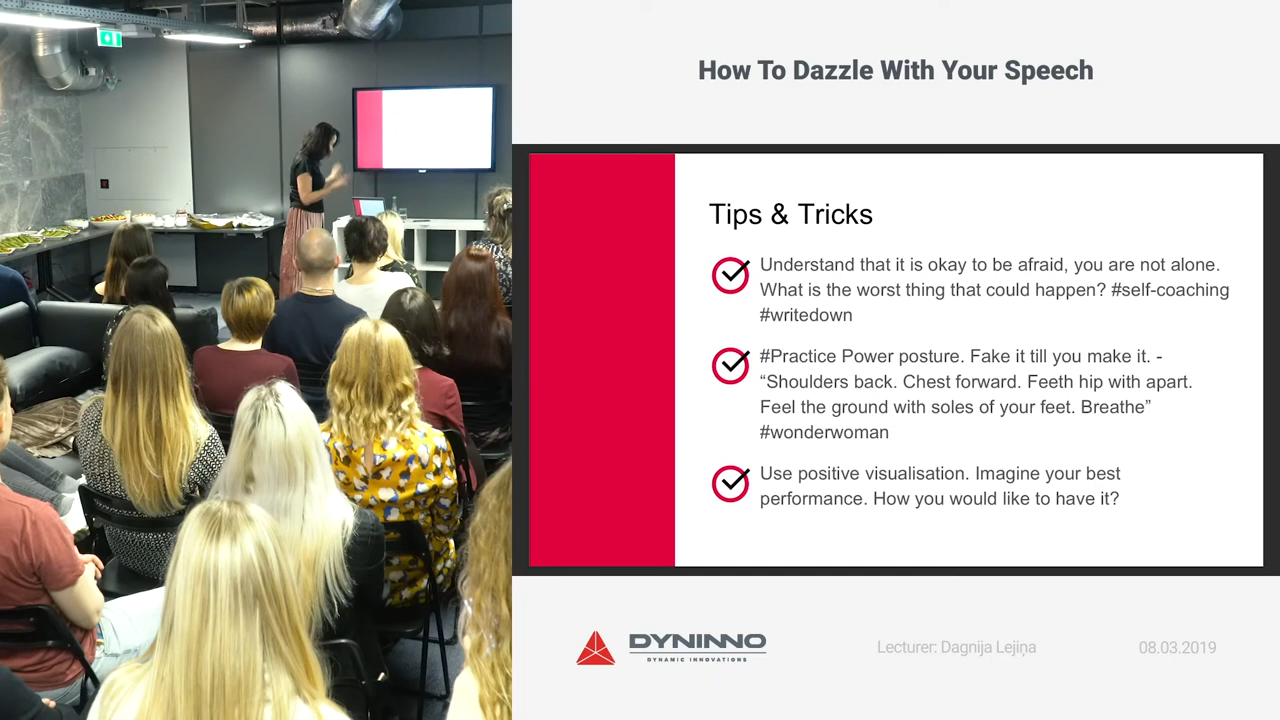 How To Dazzle With Your Speech
Tips & Tricks
Understand that it is okay to be afraid, you are not alone.
What is the worst thing that could happen? #self-coaching
#writedown
#Practice Power posture. Fake it till you make it. -
“Shoulders back. Chest forward. Feeth hip with apart.
Feel the ground with soles of your feet. Breathe”
#wonderwoman
Use positive visualisation. Imagine your best
performance. How you would like to have it?
DYNINNO
DYNAMIC INNOVATIONS
Lecturer: Dagnija Lejiņa
08.03.2019